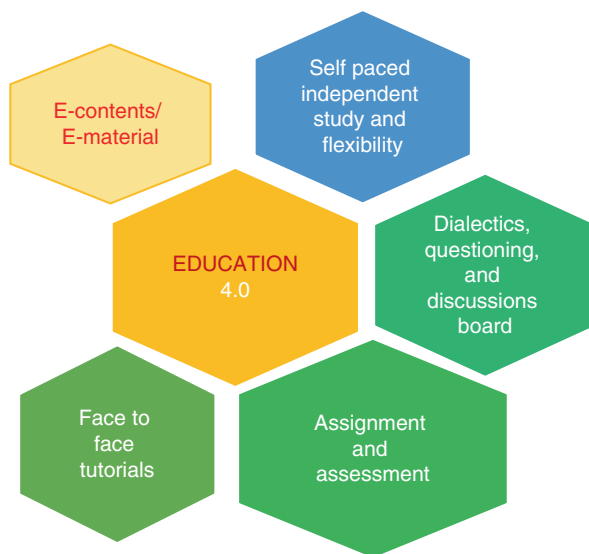 E-contents/
E-material
Self paced
independent
study and
flexibility
EDUCATION
4.0
Dialectics,
questioning,
and
discussions
board
Face to
face
tutorials
Assignment
and
assessment